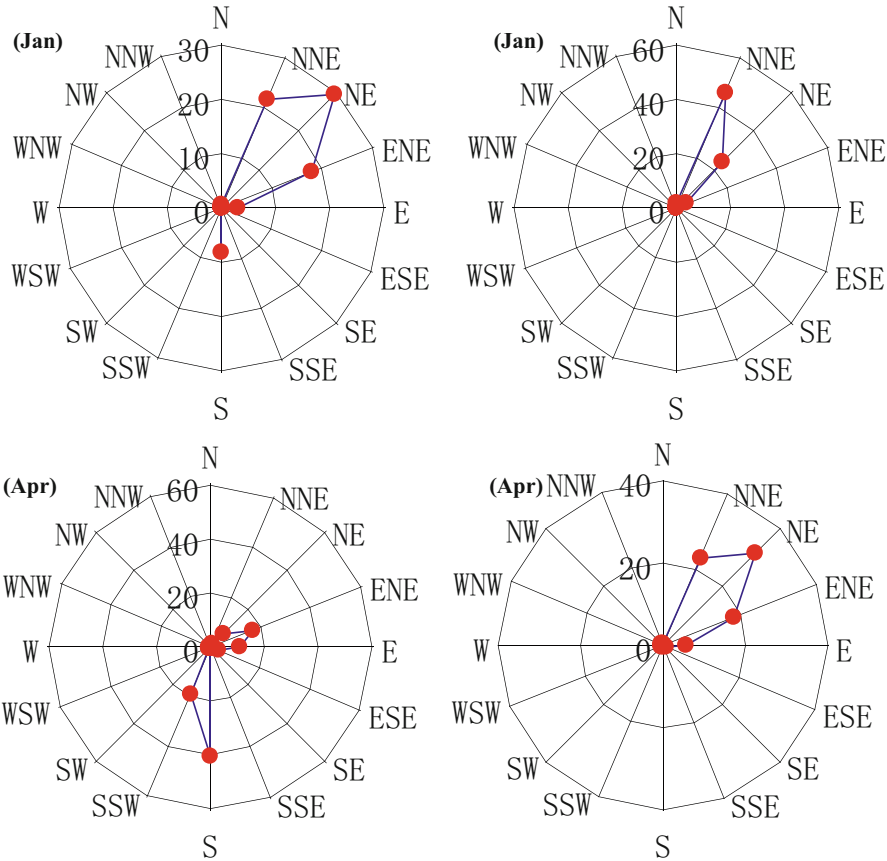 (Jan)
N
30
20
10
0
NNE
NE
ENE
E
ESE
SE
SSE
S
SSW
SW
WSW
W
WNW
NW
NNW
(Jan)
N
60
40
20
0
NNE
NE
ENE
E
ESE
SE
SSE
S
SSW
SW
WSW
W
WNW
NW
NNW
(Apr)
N
60
40
20
0
NNE
NE
ENE
E
ESE
SE
SSE
S
SSW
SW
WSW
W
WNW
NW
NNW
(Apr)
N
40
20
0
NNE
NE
ENE
E
ESE
SE
SSE
S
SSW
SW
WSW
W
WNW
NW
NNW